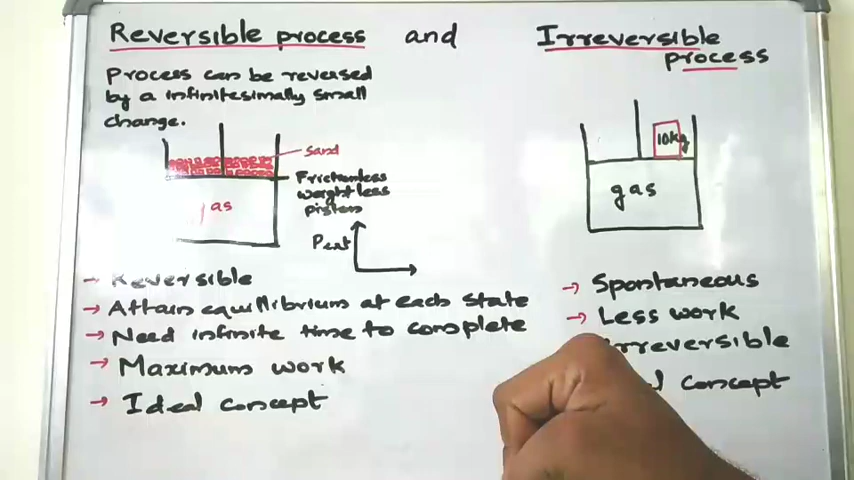 Reversible process and
Irreversible
process
Process can be reversed
by a infinitesimally small
change.
Sand
Frictionless
weight less
piston
gas
Pext
10kg
gas
→ Reversible
→ Attain equilibrium at each state
→ Need infinite time to complete
→ Maximum work
→ Ideal concept
→ Spontaneous
→ Less work
Irreversible
concept